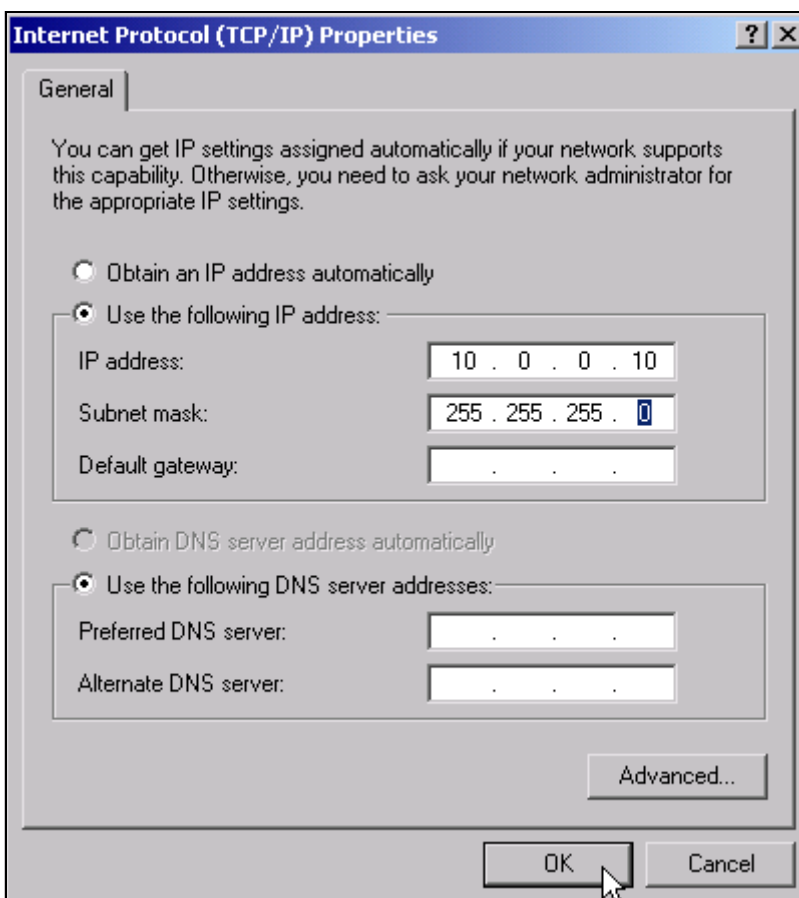 Internet Protocol (TCP/IP) Properties
General
You can get IP settings assigned automatically if your network supports
this capability. Otherwise, you need to ask your network administrator for
the appropriate IP settings.
Obtain an IP address automatically
Use the following IP address:
IP address: 10 . 0 . 0 . 10
Subnet mask: 255 . 255 . 255 . 0
Default gateway: . . .
Obtain DNS server address automatically
Use the following DNS server addresses:
Preferred DNS server: . . .
Alternate DNS server: . . .
Advanced...
OK Cancel